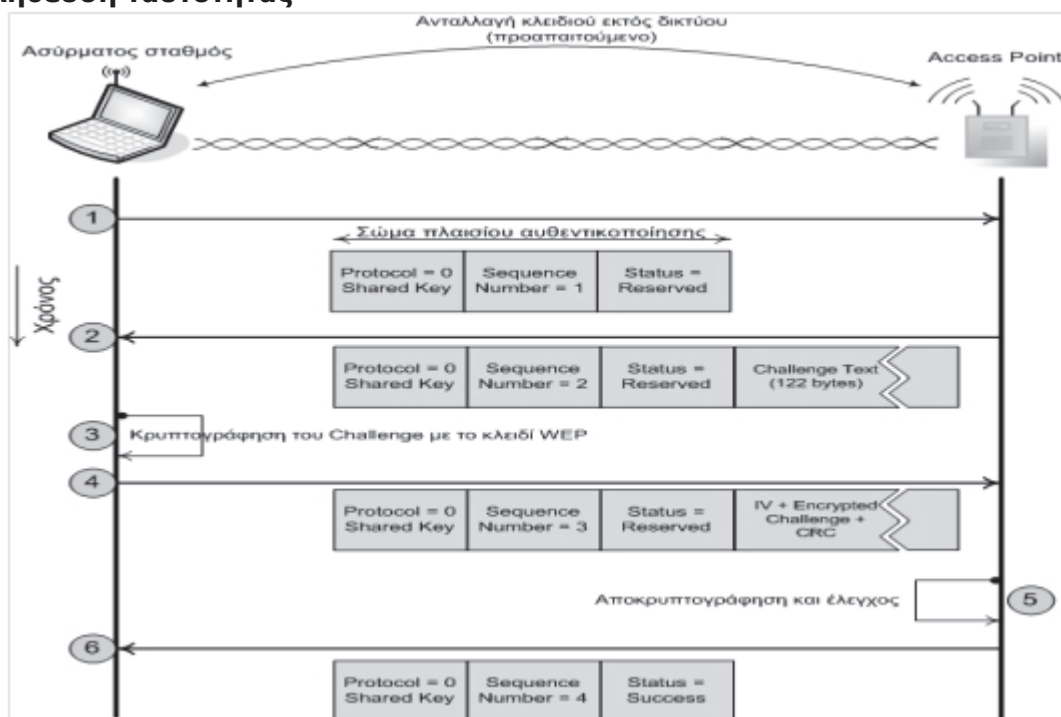 Ανταλλαγή κλειδιού εκτός δικτύου
(προαπαιτούμενο)
Ασύρματος σταθμός
Access Point
1
Σώμα πλαισίου αυθεντικοποίησης
Protocol = 0 Sequence Status =
Shared Key Number = 1 Reserved
Χρόνος
2
Protocol = 0 Sequence Status = Challenge Text
Shared Key Number = 2 Reserved (122 bytes)
3 Κρυπτογράφηση του Challenge με το κλειδί WEP
4
Protocol = 0 Sequence Status = IV + Encrypted
Shared Key Number = 3 Reserved Challenge +
CRC
Αποκρυπτογράφηση και έλεγχος 5
6
Protocol = 0 Sequence Status =
Shared Key Number = 4 Success